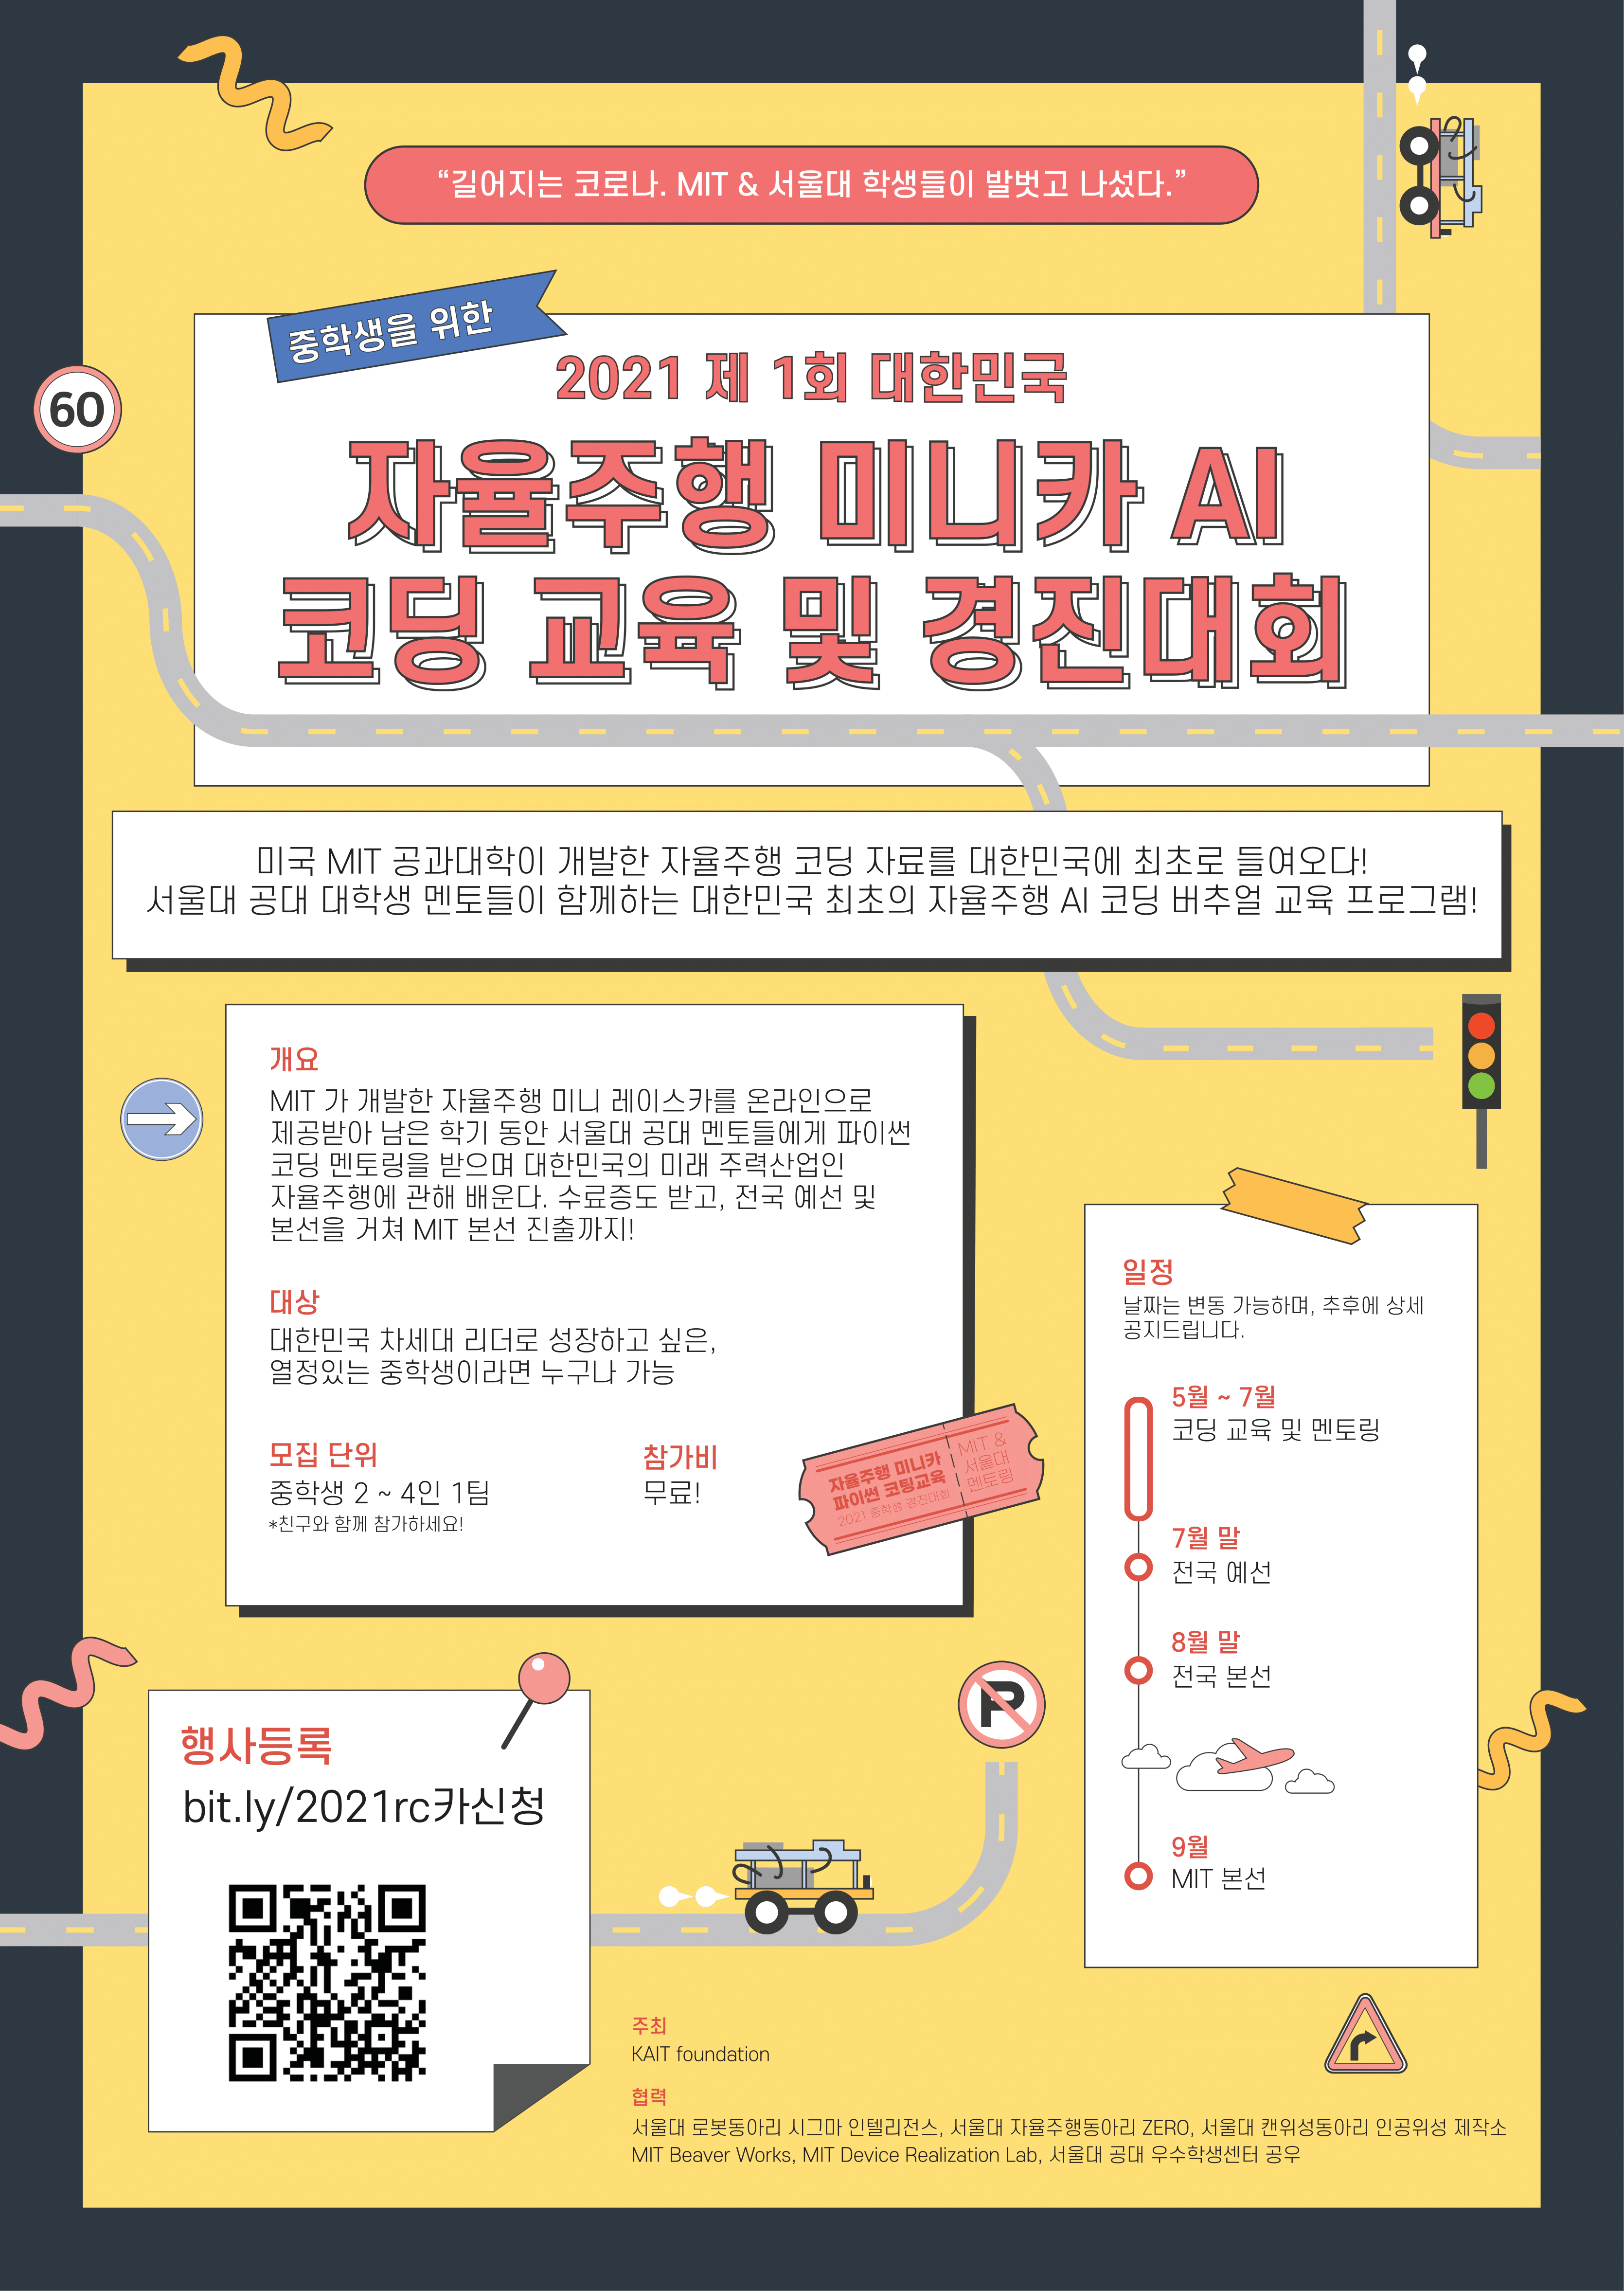 “길어지는 코로나. MIT & 서울대 학생들이 발벗고 나섰다.”
중학생을 위한
2021 제 1회 대한민국
60
자율주행 미니카 AI
코딩 교육 및 경진대회
미국 MIT 공과대학이 개발한 자율주행 코딩 자료를 대한민국에 최초로 들여오다!
서울대 공대 대학생 멘토들이 함께하는 대한민국 최초의 자율주행 AI 코딩 버추얼 교육 프로그램!
개요
MIT 가 개발한 자율주행 미니 레이스카를 온라인으로
제공받아 남은 학기 동안 서울대 공대 멘토들에게 파이썬
코딩 멘토링을 받으며 대한민국의 미래 주력산업인
자율주행에 관해 배운다. 수료증도 받고, 전국 예선 및
본선을 거쳐 MIT 본선 진출까지!
대상
대한민국 차세대 리더로 성장하고 싶은,
열정있는 중학생이라면 누구나 가능
모집 단위
중학생 2 ~ 4인 1팀
*친구와 함께 참가하세요!
참가비
무료!
자율주행 미니카
파이썬 코팅교육
2021 중학생 경진대회
MIT &
서울대
멘토링
일정
날짜는 변동 가능하며, 추후에 상세
공지드립니다.
5월 ~ 7월
코딩 교육 및 멘토링
7월 말
전국 예선
8월 말
전국 본선
9월
MIT 본선
행사등록
bit.ly/2021rc카신청
P
주최
KAIT foundation
협력
서울대 로봇동아리 시그마 인텔리전스, 서울대 자율주행동아리 ZERO, 서울대 캔위성동아리 인공위성 제작소
MIT Beaver Works, MIT Device Realization Lab, 서울대 공대 우수학생센터 공우